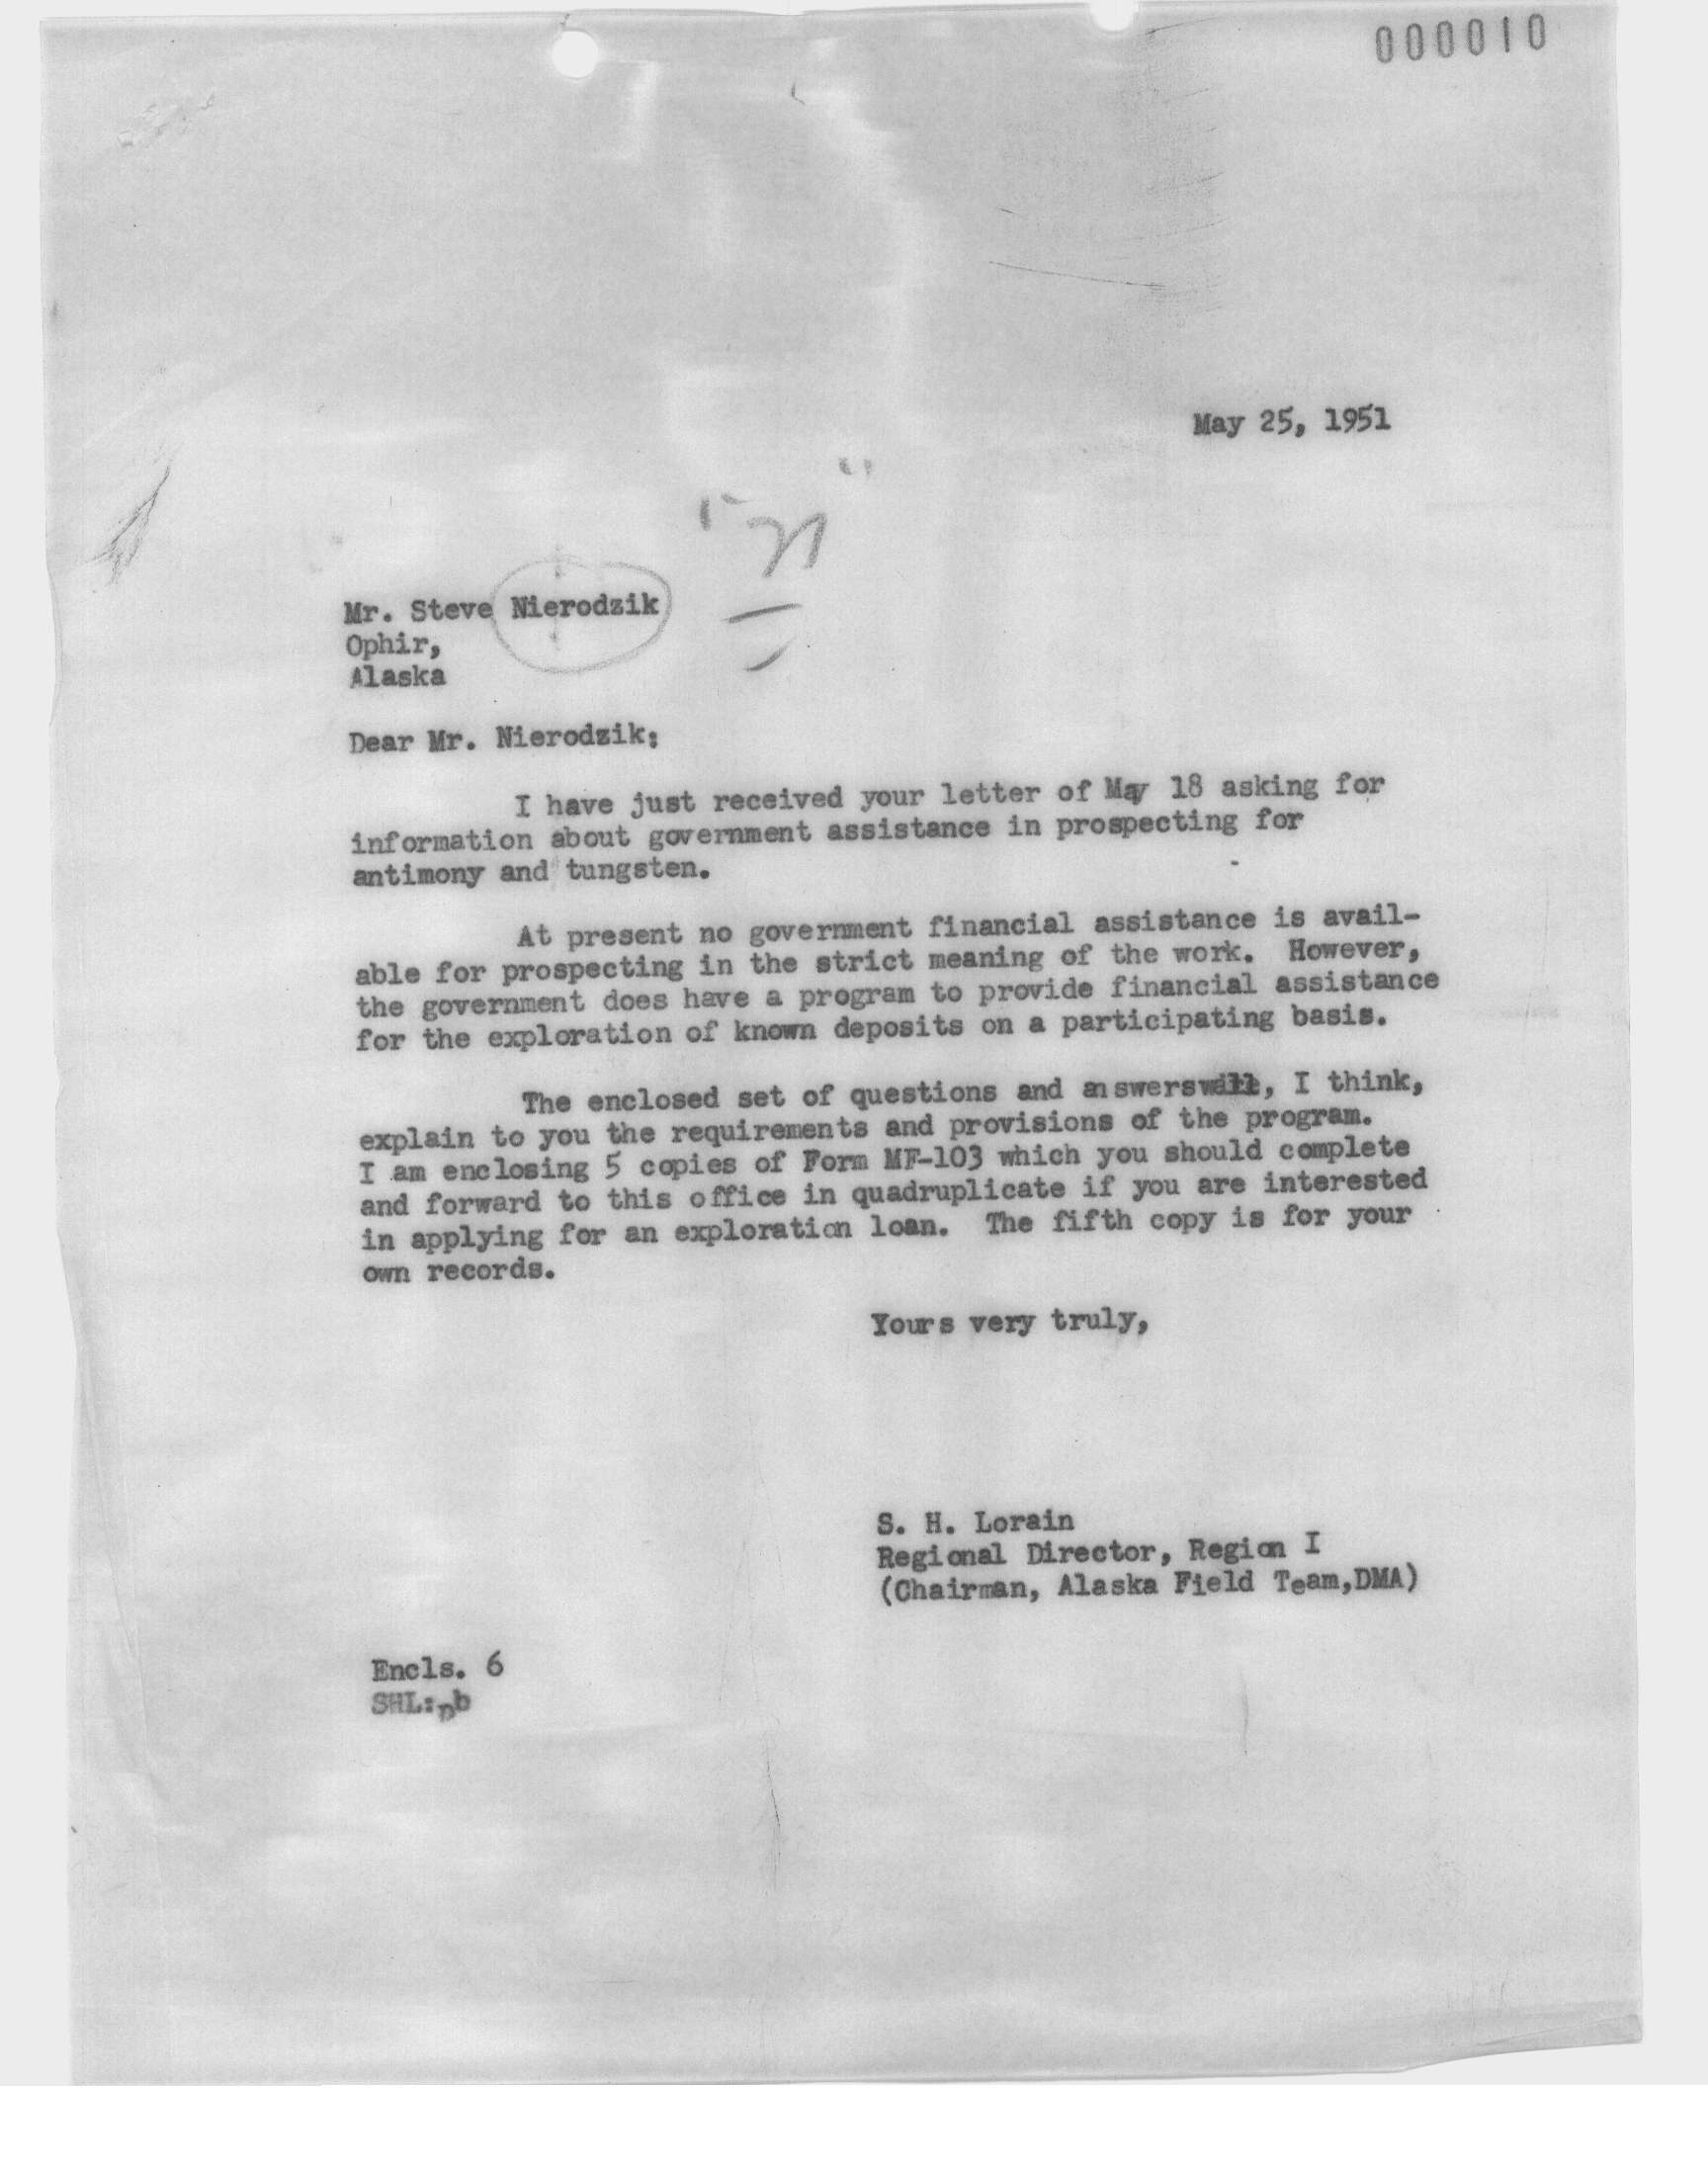 000010
May 25, 1951
"N"
Mr. Steve Nierodzik
Ophir,
Alaska
Dear Mr. Nierodzik:
I have just received your letter of May 18 asking for
information about government assistance in prospecting for
antimony and tungsten.
At present no government financial assistance is avail-
able for prospecting in the strict meaning of the work. However,
the government does have a program to provide financial assistance
for the exploration of known deposits on a participating basis.
The enclosed set of questions and answers will, I think,
explain to you the requirements and provisions of the program.
I am enclosing 5 copies of Form MF-103 which you should complete
and forward to this office in quadruplicate if you are interested
in applying for an exploration loan. The fifth copy is for your
own records.
Yours very truly,
S. H. Lorain
Regional Director, Region I
(Chairman, Alaska Field Team,DMA)
Encls. 6
SHL:pb